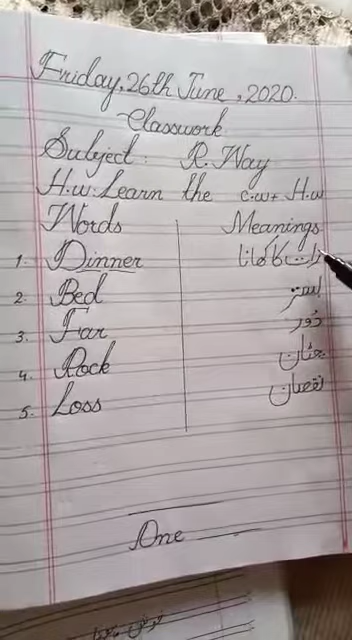 Friday, 26th June, 2020.
Classwork
Subject: R. Way
H.w: Learn the c.w + H.w
Words Meanings
1. Dinner رات کا کھانا
2. Bed بستر
3. Far دُور
4. Rock چٹان
5. Loss نقصان
One